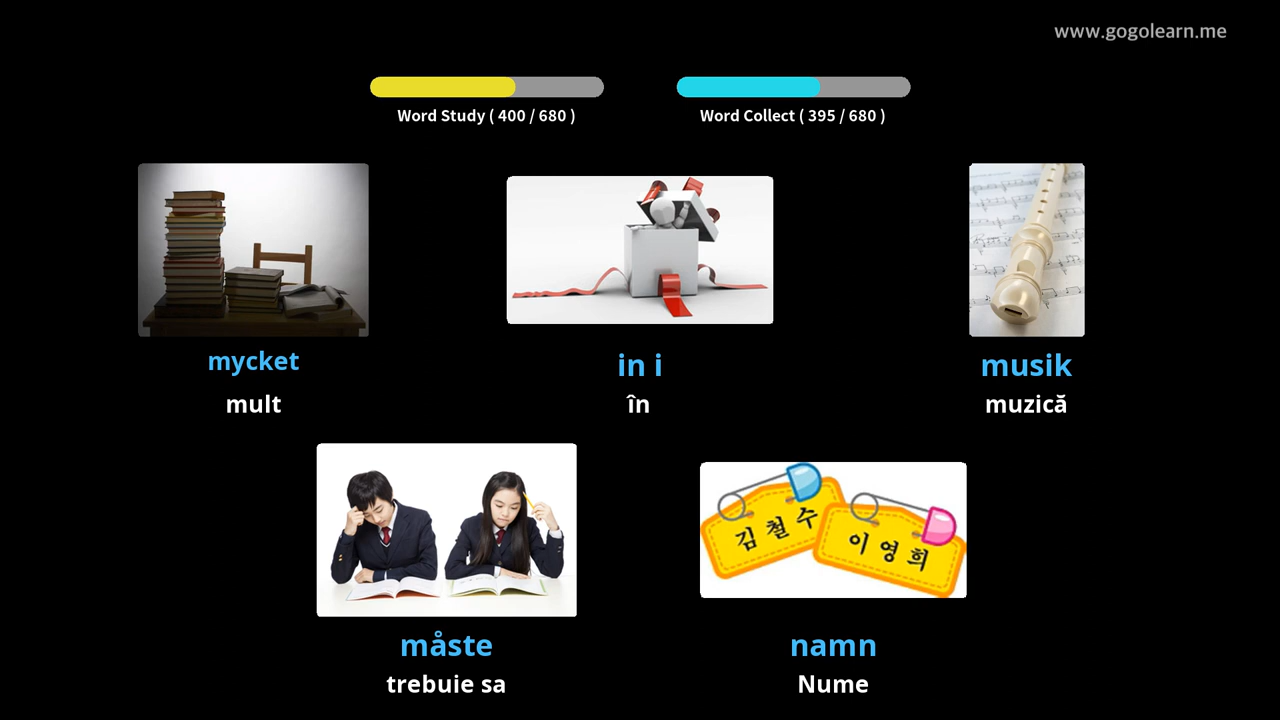 www.gogolearn.me
Word Study ( 400 / 680 )
Word Collect ( 395 / 680 )
mycket
mult
in i
în
musik
muzică
måste
trebuie sa
김철수
이영희
namn
Nume